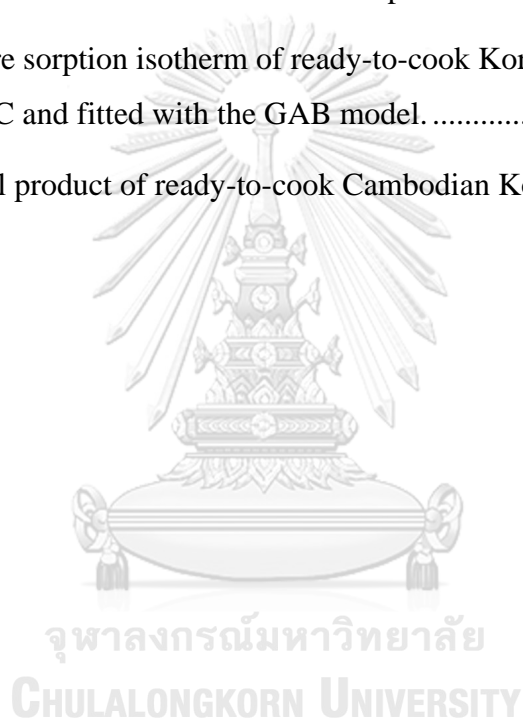 re sorption isotherm of ready-to-cook Kor
C and fitted with the GAB model. ............
l product of ready-to-cook Cambodian Ko
จุฬาลงกรณ์มหาวิทยาลัย
CHULALONGKORN UNIVERSITY